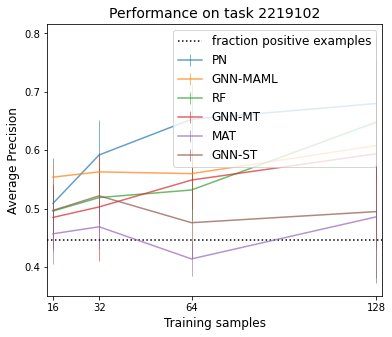 Performance on task 2219102
fraction positive examples
PN
GNN-MAML
RF
GNN-MT
MAT
GNN-ST
Average Precision
0.8
0.7
0.6
0.5
0.4
16 32 64 128
Training samples